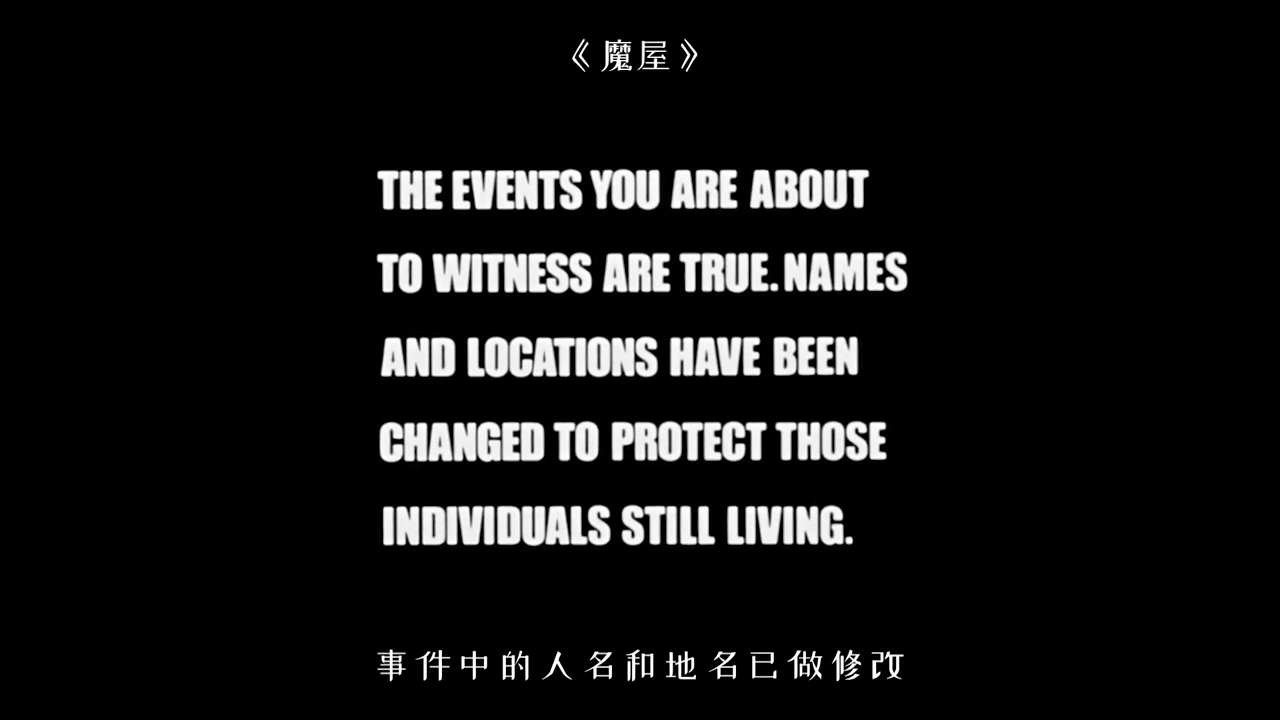 《魔屋》
THE EVENTS YOU ARE ABOUT
TO WITNESS ARE TRUE. NAMES
AND LOCATIONS HAVE BEEN
CHANGED TO PROTECT THOSE
INDIVIDUALS STILL LIVING.
事件中的人名和地名已做修改